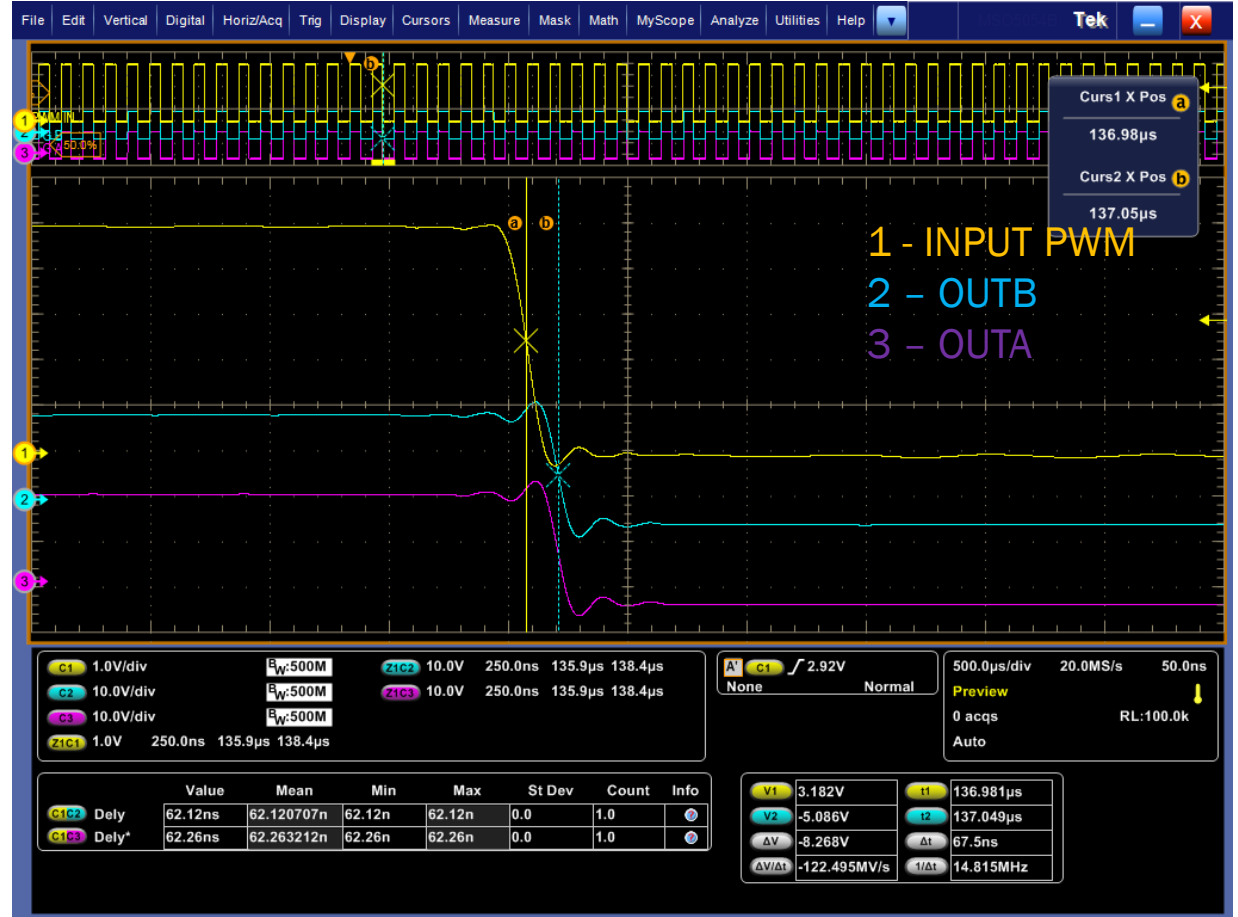 File Edit Vertical Digital Horiz/Acq Trig Display Cursors Measure Mask Math MyScope Analyze Utilities Help Tek X
b
1
3
50.0%
Curs1 X Pos a
136.98µs
Curs2 X Pos b
137.05µs
a b
1 - INPUT PWM
2 – OUTB
3 – OUTA
1
2
3
C1 1.0V/div BW:500M
C2 10.0V/div BW:500M
C3 10.0V/div BW:500M
Z1C1 1.0V 250.0ns 135.9µs 138.4µs
Z1C2 10.0V 250.0ns 135.9µs 138.4µs
Z1C3 10.0V 250.0ns 135.9µs 138.4µs
A' C1 2.92V
None Normal
500.0µs/div 20.0MS/s 50.0ns
Preview
0 acqs RL:100.0k
Auto
Value Mean Min Max St Dev Count Info
C1C2 Dely 62.12ns 62.120707n 62.12n 62.12n 0.0 1.0
C1C3 Dely* 62.26ns 62.263212n 62.26n 62.26n 0.0 1.0
V1 3.182V t1 136.981µs
V2 -5.086V t2 137.049µs
ΔV -8.268V Δt 67.5ns
ΔV/Δt -122.495MV/s 1/Δt 14.815MHz